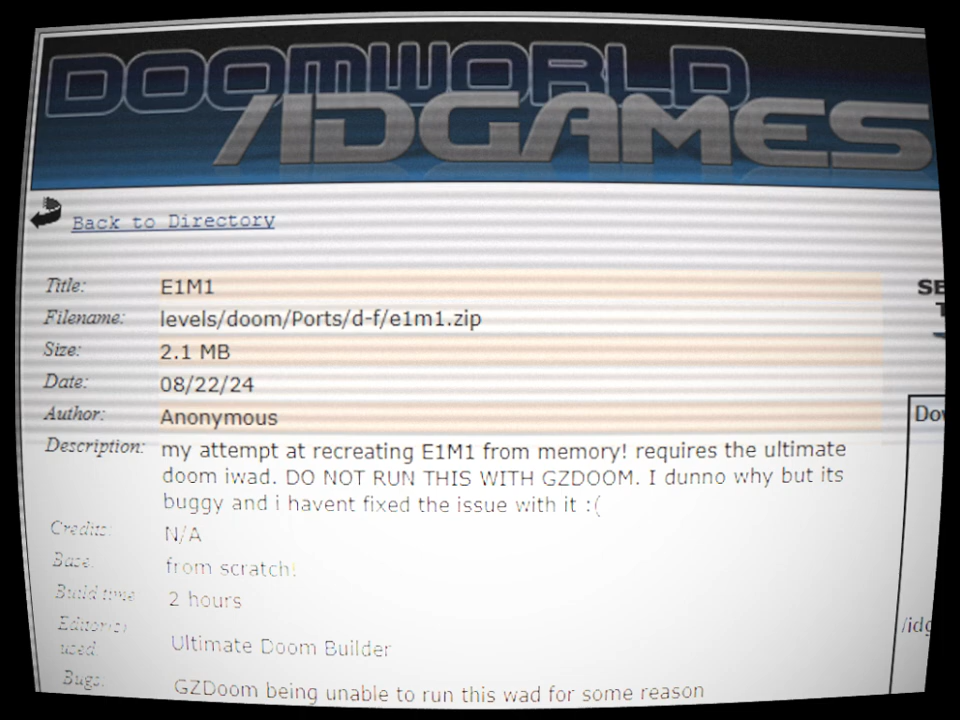 DOOMWORLD
/IDGAMES
Back to Directory
Title: E1M1
Filename: levels/doom/Ports/d-f/e1m1.zip
Size: 2.1 MB
Date: 08/22/24
Author: Anonymous
Description: my attempt at recreating E1M1 from memory! requires the ultimate
doom iwad. DO NOT RUN THIS WITH GZDOOM. I dunno why but its
buggy and i havent fixed the issue with it :(
Credits: N/A
Base: from scratch!
Build time 2 hours
Editor(s)
used: Ultimate Doom Builder
Bugs: GZDoom being unable to run this wad for some reason